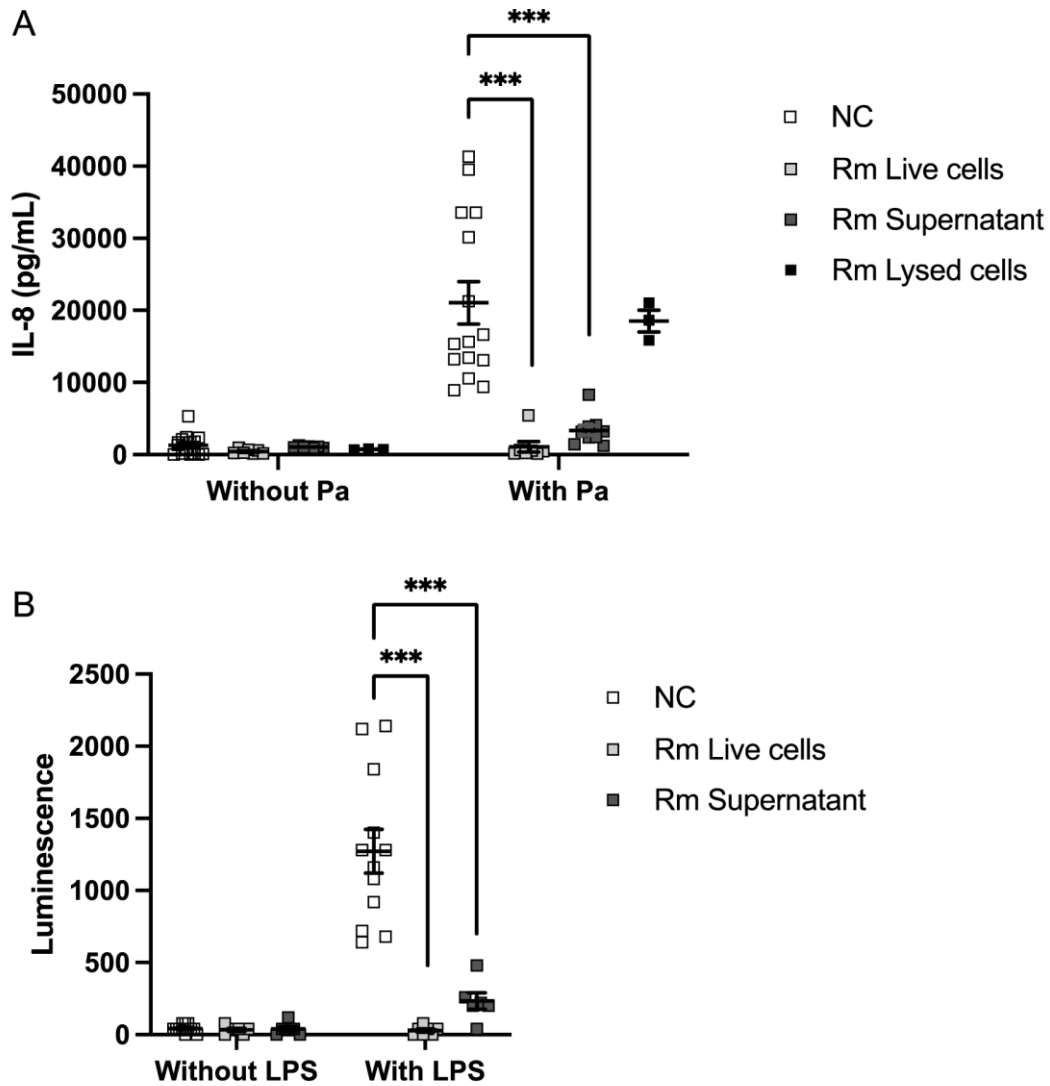 A
***
***
50000
40000
30000
20000
10000
0
IL-8 (pg/mL)
Without Pa
With Pa
NC
Rm Live cells
Rm Supernatant
Rm Lysed cells
B
***
***
2500
2000
1500
1000
500
0
Luminescence
Without LPS
With LPS
NC
Rm Live cells
Rm Supernatant